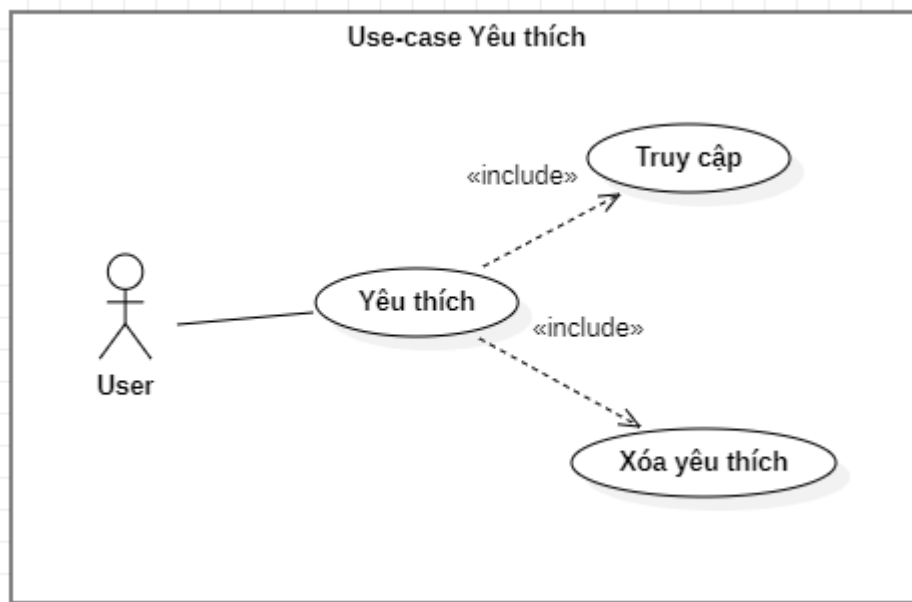 Use-case Yêu thích
Truy cập
«include»
Yêu thích
«include»
User
Xóa yêu thích